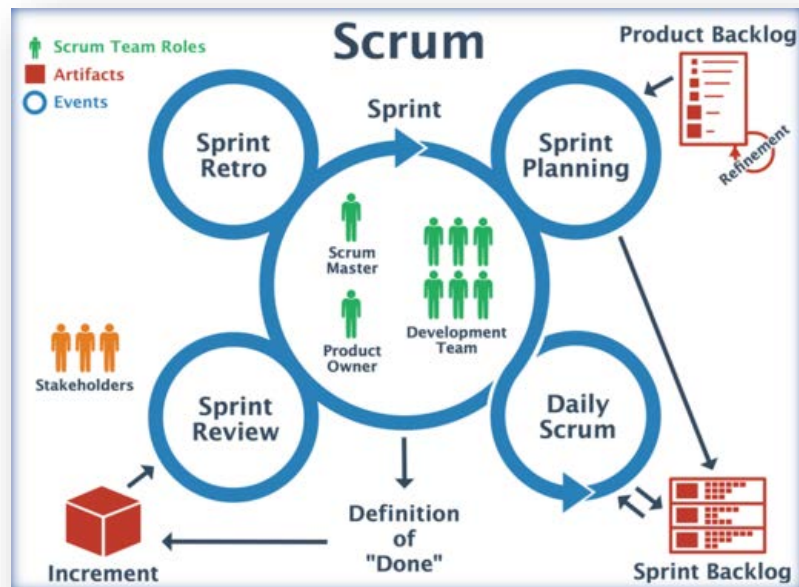 Scrum
Scrum Team Roles
Artifacts
Events
Product Backlog
Refinement
Sprint
Sprint
Retro
Sprint
Planning
Scrum
Master
Product
Owner
Development
Team
Stakeholders
Sprint
Review
Daily
Scrum
Definition
of
"Done"
Increment
Sprint Backlog